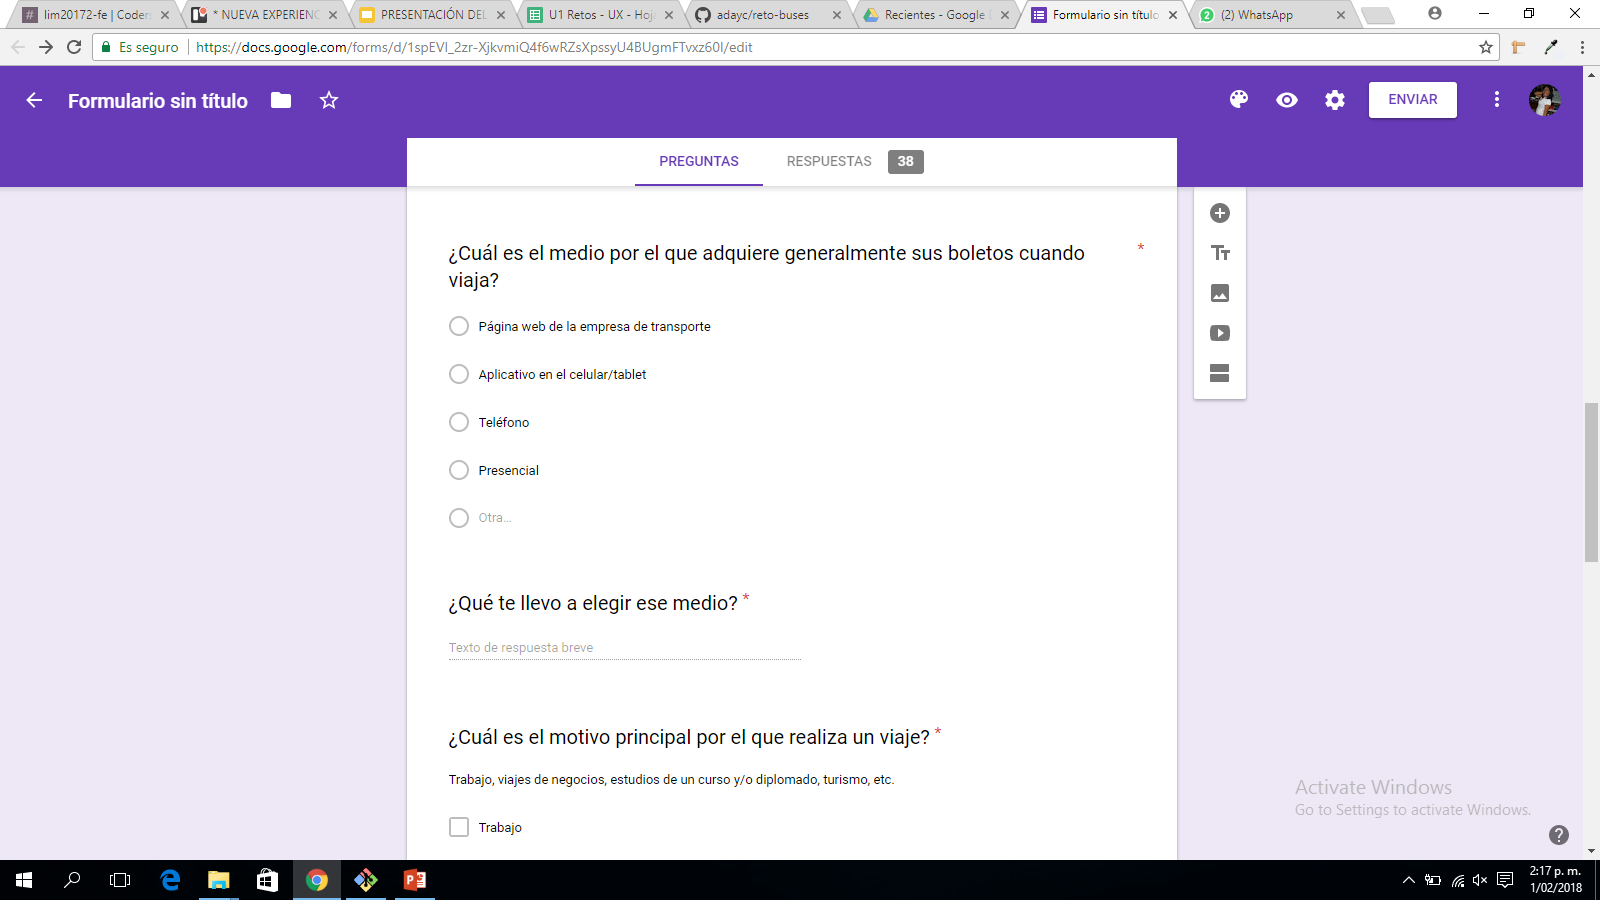 lim20172-fe | Coders
* NUEVA EXPERIENC
PRESENTACIÓN DEL
U1 Retos - UX - Hoj
adayc/reto-buses
Recientes - Google
Formulario sin título
(2) WhatsApp
Es seguro
https://docs.google.com/forms/d/1spEVI_2zr-XjkvmiQ4f6wRZsXpssyU4BUgmFTvxz60I/edit
Formulario sin título
ENVIAR
PREGUNTAS
RESPUESTAS 38
¿Cuál es el medio por el que adquiere generalmente sus boletos cuando *
viaja?
Página web de la empresa de transporte
Aplicativo en el celular/tablet
Teléfono
Presencial
Otra...
¿Qué te llevo a elegir ese medio? *
Texto de respuesta breve
¿Cuál es el motivo principal por el que realiza un viaje? *
Trabajo, viajes de negocios, estudios de un curso y/o diplomado, turismo, etc.
Trabajo
Activate Windows
Go to Settings to activate Windows.
2:17 p. m.
1/02/2018